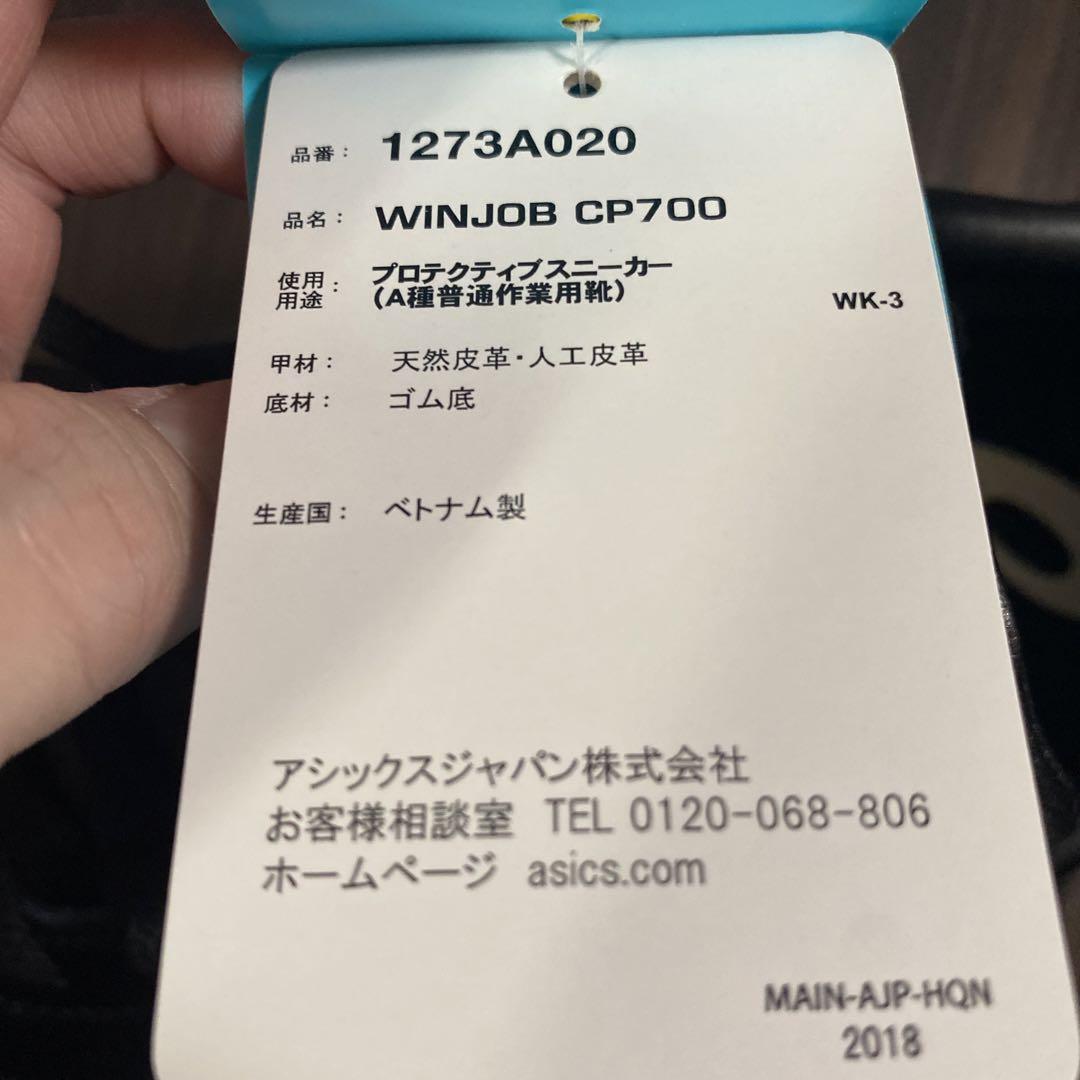 品番： 1273A020
品名： WiNJOB CP700
使用用途： プロテクティブスニーカー
（A種普通作業用靴） WK-3
甲材： 天然皮革・人工皮革
底材： ゴム底
生産国： ベトナム製
アシックスジャパン株式会社
お客様相談室 TEL 0120-068-806
ホームページ asics.com
MAIN-AJP-HQN
2018